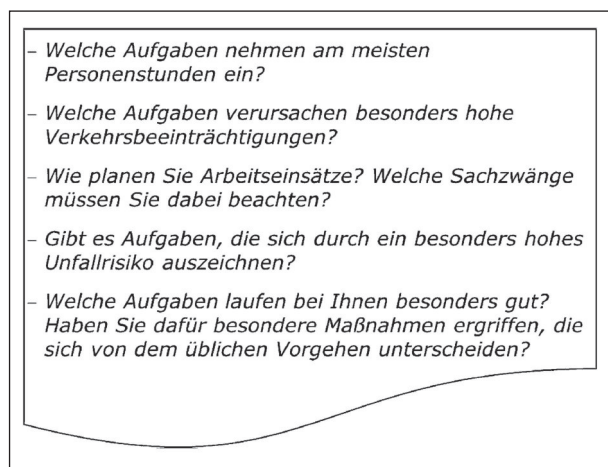 – Welche Aufgaben nehmen am meisten
Personenstunden ein?
– Welche Aufgaben verursachen besonders hohe
Verkehrsbeeinträchtigungen?
– Wie planen Sie Arbeitseinsätze? Welche Sachzwänge
müssen Sie dabei beachten?
– Gibt es Aufgaben, die sich durch ein besonders hohes
Unfallrisiko auszeichnen?
– Welche Aufgaben laufen bei Ihnen besonders gut?
Haben Sie dafür besondere Maßnahmen ergriffen, die
sich von dem üblichen Vorgehen unterscheiden?